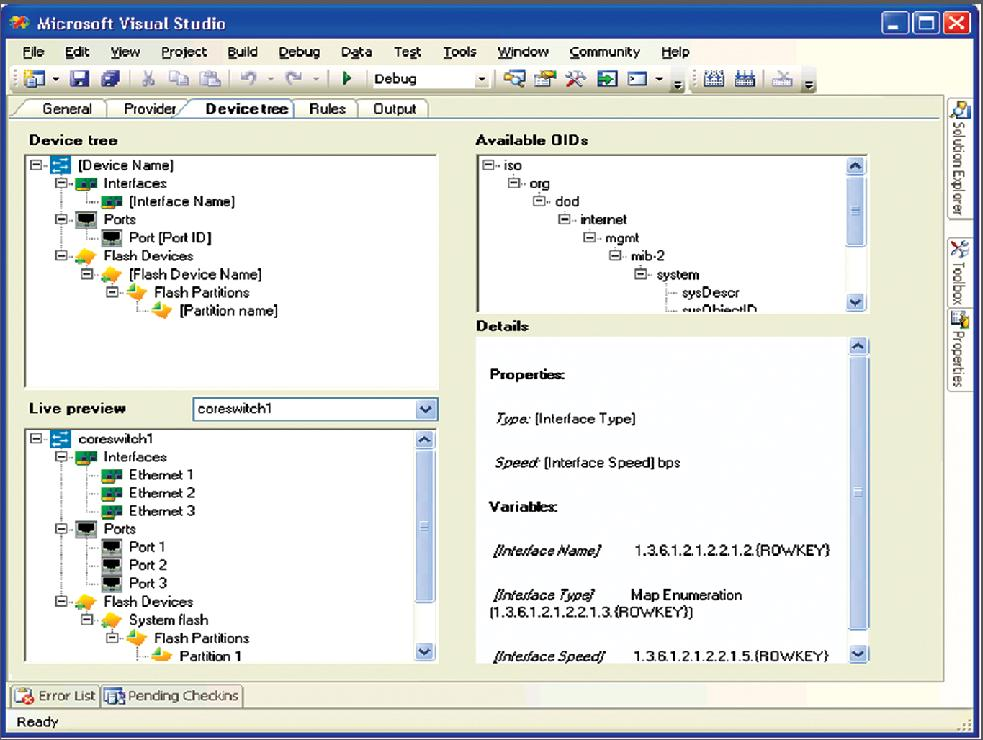 Microsoft Visual Studio
File Edit View Project Build Debug Data Test Tools Window Community Help
Debug
General Provider Device tree Rules Output
Device tree
[Device Name]
Interfaces
[Interface Name]
Ports
Port [Port ID]
Flash Devices
[Flash Device Name]
Flash Partitions
[Partition name]
Live preview
coreswitch1
coreswitch1
Interfaces
Ethernet 1
Ethernet 2
Ethernet 3
Ports
Port 1
Port 2
Port 3
Flash Devices
System flash
Flash Partitions
Partition 1
Available OIDs
iso
org
dod
internet
mgmt
mib-2
system
sysDescr
sysObjectID
Details
Properties:
Type: [Interface Type]
Speed: [Interface Speed] bps
Variables:
[Interface Name] 1.3.6.1.2.1.2.2.1.2.{ROWKEY}
[Interface Type] Map Enumeration
(1.3.6.1.2.1.2.2.1.3.{ROWKEY})
[Interface Speed] 1.3.6.1.2.1.2.2.1.5.{ROWKEY}
Solution Explorer
Toolbox
Properties
Error List Pending Checkins
Ready